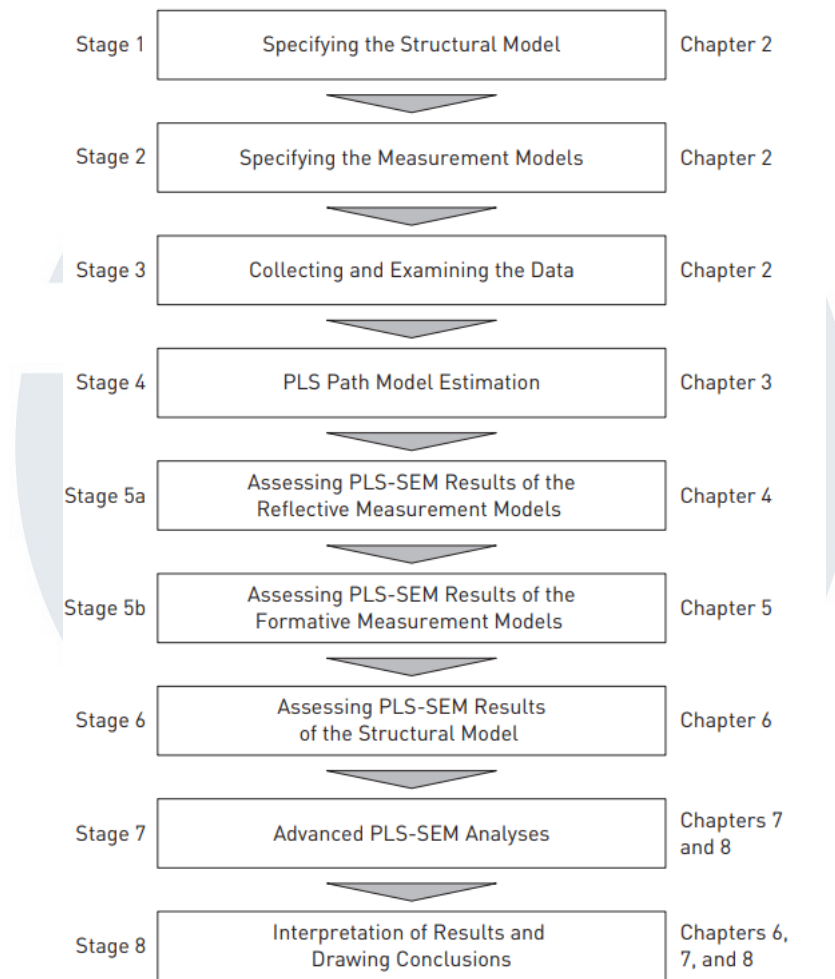 Stage 1
Specifying the Structural Model
Chapter 2
Stage 2
Specifying the Measurement Models
Chapter 2
Stage 3
Collecting and Examining the Data
Chapter 2
Stage 4
PLS Path Model Estimation
Chapter 3
Stage 5a
Assessing PLS-SEM Results of the
Reflective Measurement Models
Chapter 4
Stage 5b
Assessing PLS-SEM Results of the
Formative Measurement Models
Chapter 5
Stage 6
Assessing PLS-SEM Results
of the Structural Model
Chapter 6
Stage 7
Advanced PLS-SEM Analyses
Chapters 7
and 8
Stage 8
Interpretation of Results and
Drawing Conclusions
Chapters 6,
7, and 8